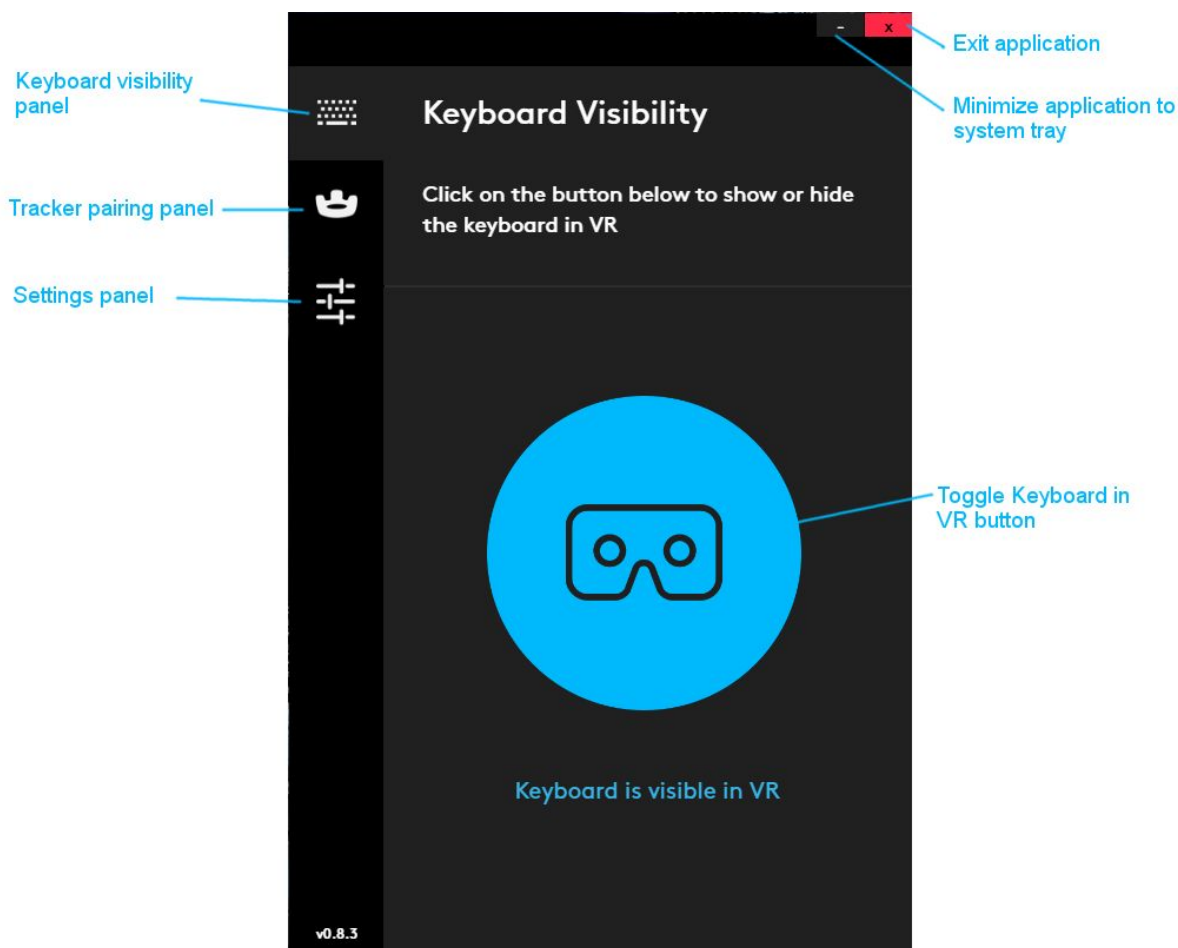 - x
Exit application
Keyboard visibility
panel
Keyboard Visibility
Minimize application to
system tray
Tracker pairing panel
Click on the button below to show or hide
the keyboard in VR
Settings panel
Toggle Keyboard in
VR button
Keyboard is visible in VR
v0.8.3